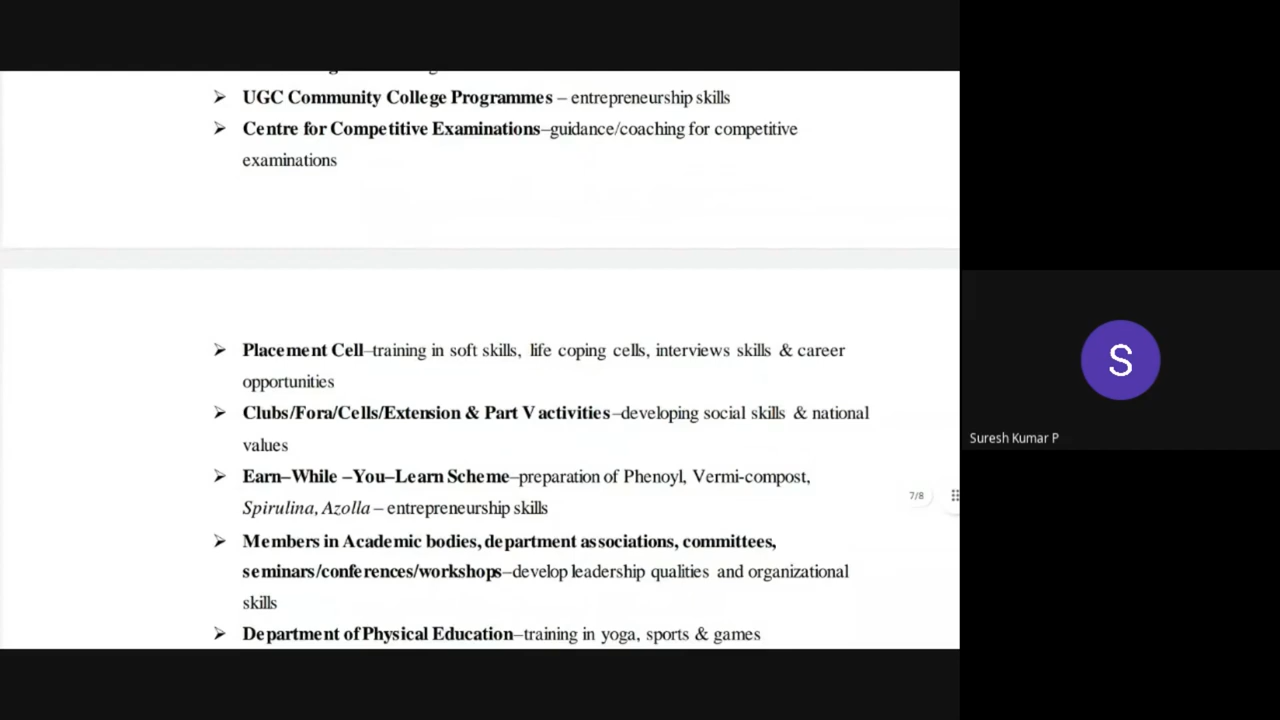 ➢ UGC Community College Programmes – entrepreneurship skills
➢ Centre for Competitive Examinations–guidance/coaching for competitive
examinations
➢ Placement Cell–training in soft skills, life coping cells, interviews skills & career
opportunities
➢ Clubs/Fora/Cells/Extension & Part V activities–developing social skills & national
values
➢ Earn–While –You–Learn Scheme–preparation of Phenoyl, Vermi-compost,
Spirulina, Azolla – entrepreneurship skills
➢ Members in Academic bodies, department associations, committees,
seminars/conferences/workshops–develop leadership qualities and organizational
skills
➢ Department of Physical Education–training in yoga, sports & games
7/8
S
Suresh Kumar P